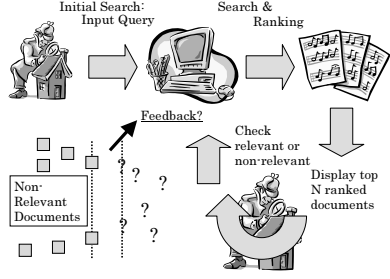 Initial Search:
Input Query
Search &
Ranking
Feedback?
Check
relevant or
non-relevant
Display top
N ranked
documents
Non-
Relevant
Documents
?
?
?
?
?
?